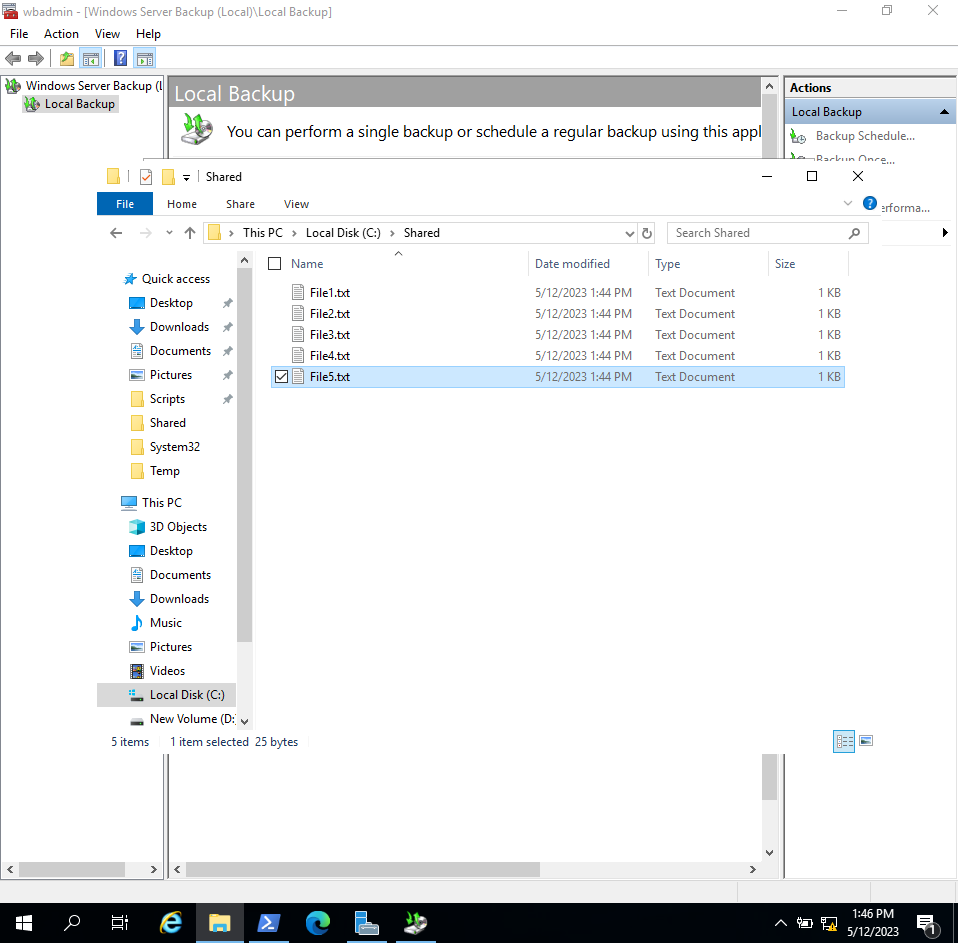 wbadmin - [Windows Server Backup (Local)\Local Backup]
File Action View Help
Windows Server Backup (L
Local Backup
Local Backup
You can perform a single backup or schedule a regular backup using this appl
Actions
Local Backup
Backup Schedule...
Backup Once...
erforma...
Shared
File Home Share View
This PC Local Disk (C:) Shared
Search Shared
Name Date modified Type Size
File1.txt 5/12/2023 1:44 PM Text Document 1 KB
File2.txt 5/12/2023 1:44 PM Text Document 1 KB
File3.txt 5/12/2023 1:44 PM Text Document 1 KB
File4.txt 5/12/2023 1:44 PM Text Document 1 KB
File5.txt 5/12/2023 1:44 PM Text Document 1 KB
Quick access
Desktop
Downloads
Documents
Pictures
Scripts
Shared
System32
Temp
This PC
3D Objects
Desktop
Documents
Downloads
Music
Pictures
Videos
Local Disk (C:)
New Volume (D:
5 items 1 item selected 25 bytes
1:46 PM
5/12/2023
1